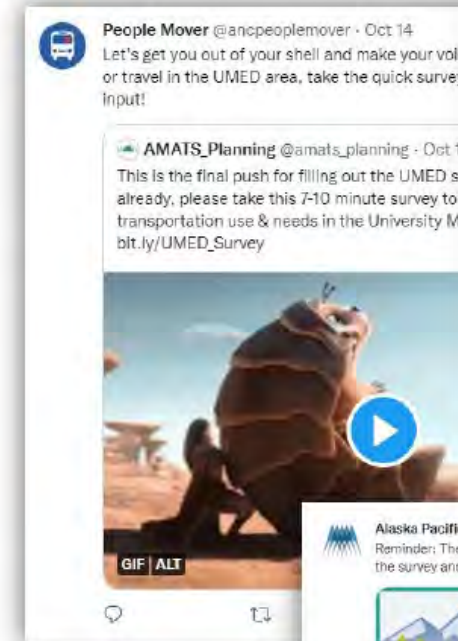 People Mover @ancpeoplemover · Oct 14
Let's get you out of your shell and make your voi
or travel in the UMED area, take the quick survey
input!
AMATS_Planning @amats_planning · Oct 1
This is the final push for filling out the UMED s
already, please take this 7-10 minute survey to
transportation use & needs in the University M
bit.ly/UMED_Survey
GIF ALT
Alaska Pacifi
Reminder: The
the survey ann